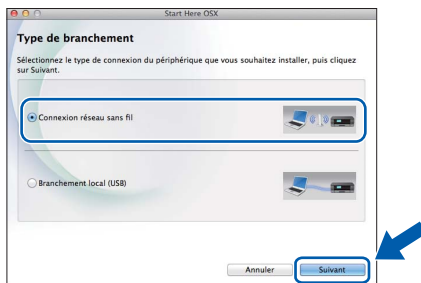 Start Here OSX
Type de branchement
Sélectionnez le type de connexion du périphérique que vous souhaitez installer, puis cliquez
sur Suivant.
Connexion réseau sans fil
Branchement local (USB)
Annuler
Suivant